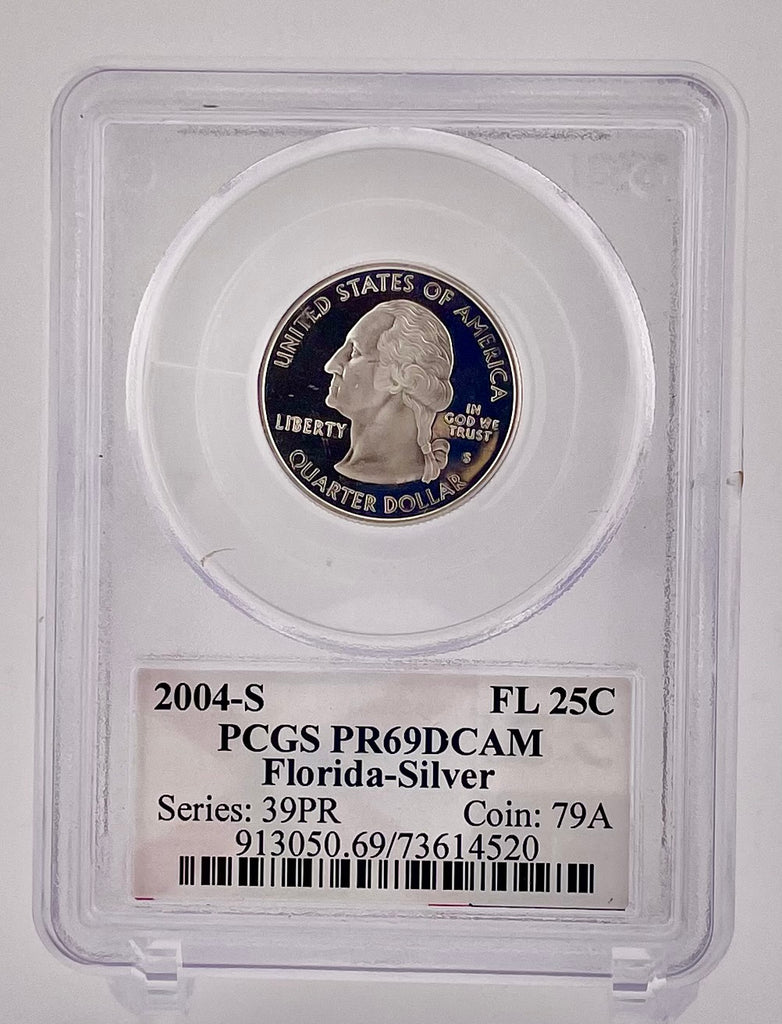 UNITED STATES OF AMERICA
LIBERTY
IN
GOD WE
TRUST
S
QUARTER DOLLAR
2004-S FL 25C
PCGS PR69DCAM
Florida-Silver
Series: 39PR Coin: 79A
913050.69/73614520